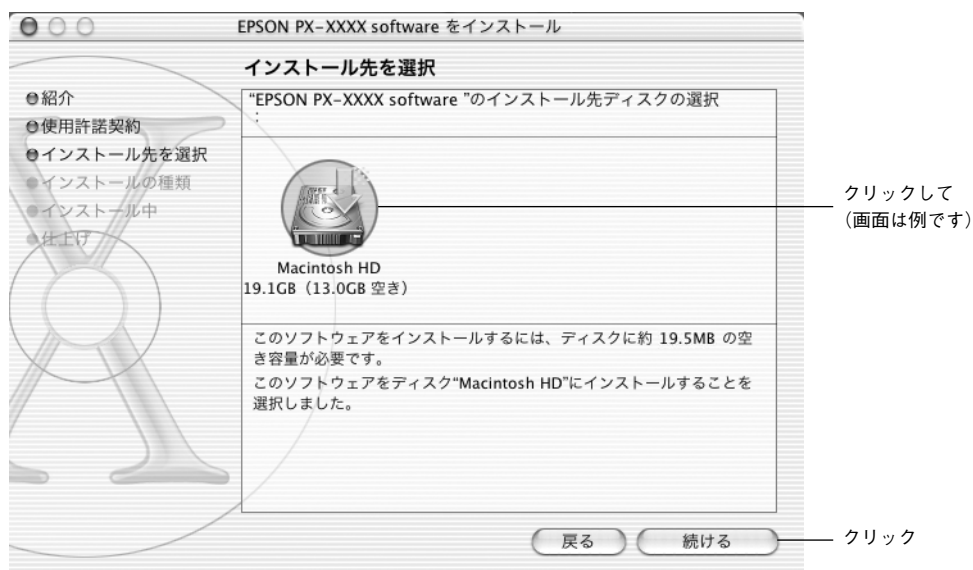 EPSON PX-XXXX software をインストール
インストール先を選択
紹介
使用許諾契約
インストール先を選択
インストールの種類
インストール中
仕上げ
“EPSON PX-XXXX software ”のインストール先ディスクの選択
:
Macintosh HD
19.1GB（13.0GB 空き）
このソフトウェアをインストールするには、ディスクに約 19.5MB の空
き容量が必要です。
このソフトウェアをディスク“Macintosh HD”にインストールすることを
選択しました。
戻る
続ける
クリックして
（画面は例です）
クリック